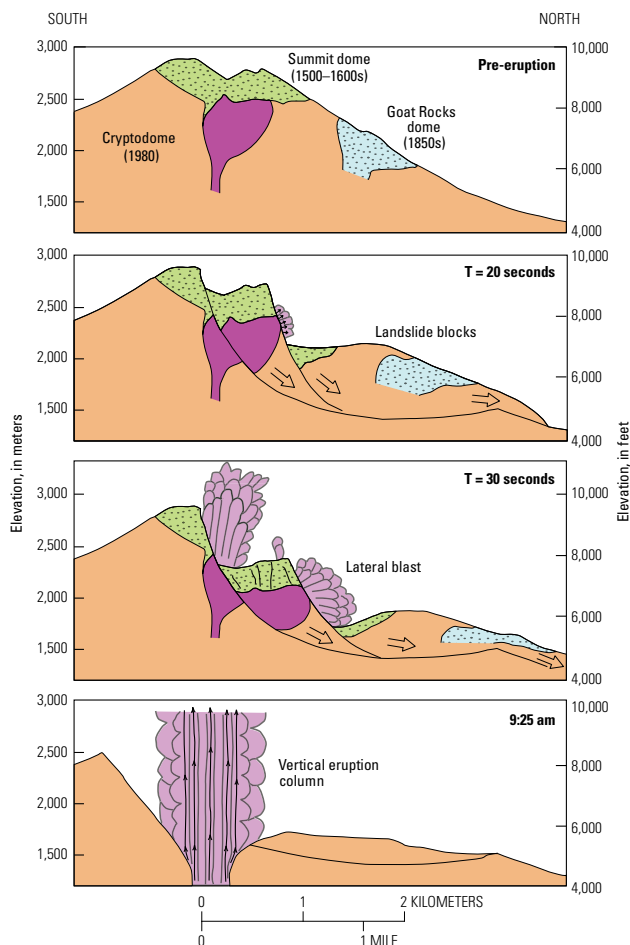 SOUTH
NORTH
Elevation, in meters
Elevation, in feet
3,000
2,500
2,000
1,500
10,000
8,000
6,000
4,000
Pre-eruption
Summit dome
(1500–1600s)
Goat Rocks
dome
(1850s)
Cryptodome
(1980)
3,000
2,500
2,000
1,500
10,000
8,000
6,000
4,000
T = 20 seconds
Landslide blocks
3,000
2,500
2,000
1,500
10,000
8,000
6,000
4,000
T = 30 seconds
Lateral blast
3,000
2,500
2,000
1,500
10,000
8,000
6,000
4,000
9:25 am
Vertical eruption
column
0 1 2 KILOMETERS
0 1 MILE